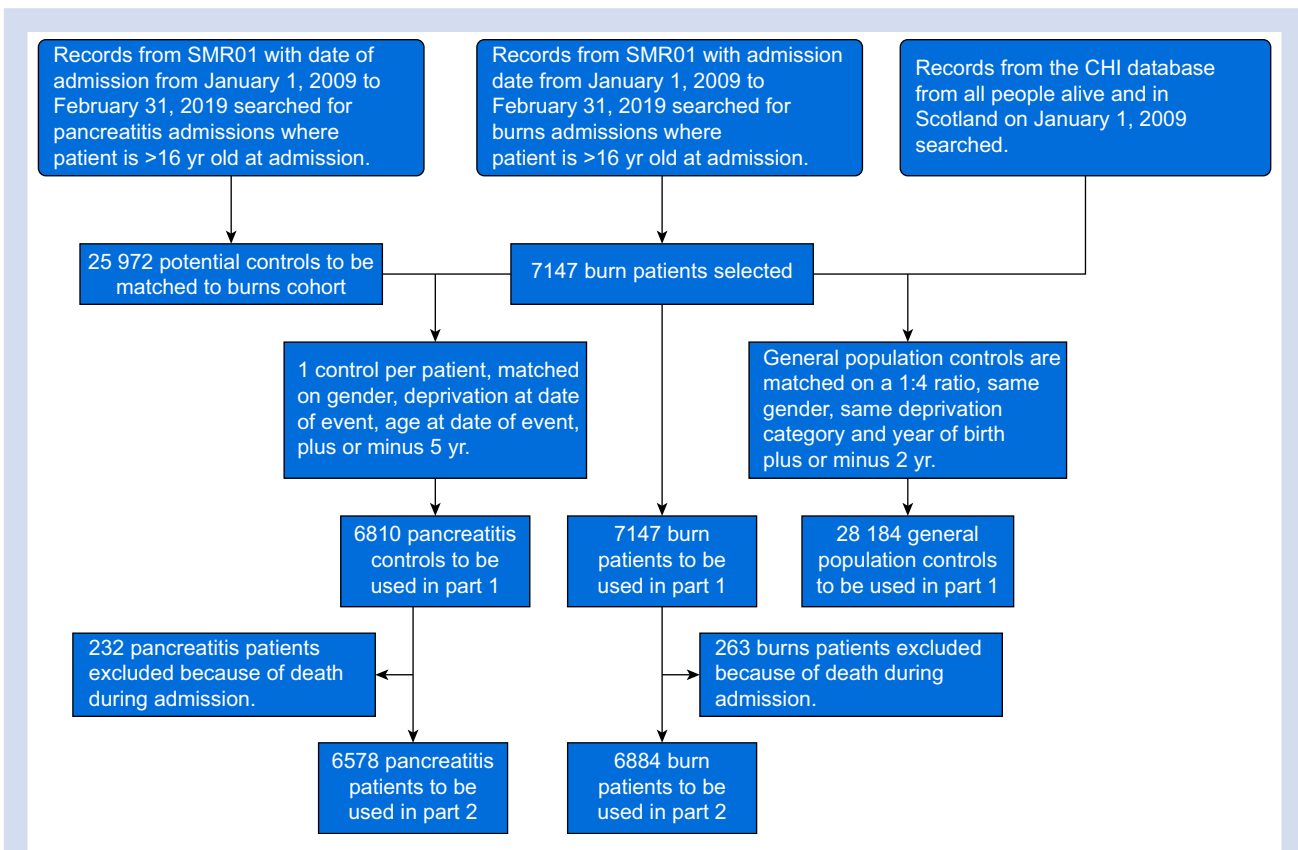 Records from SMR01 with date of
admission from January 1, 2009 to
February 31, 2019 searched for
pancreatitis admissions where
patient is >16 yr old at admission.
Records from SMR01 with admission
date from January 1, 2009 to
February 31, 2019 searched for
burns admissions where
patient is >16 yr old at admission.
Records from the CHI database
from all people alive and in
Scotland on January 1, 2009
searched.
25 972 potential controls to be
matched to burns cohort
7147 burn patients selected
1 control per patient, matched
on gender, deprivation at date
of event, age at date of event,
plus or minus 5 yr.
General population controls are
matched on a 1:4 ratio, same
gender, same deprivation
category and year of birth
plus or minus 2 yr.
6810 pancreatitis
controls to be
used in part 1
7147 burn
patients to be
used in part 1
28 184 general
population controls
to be used in part 1
232 pancreatitis patients
excluded because of death
during admission.
263 burns patients excluded
because of death during
admission.
6578 pancreatitis
patients to be
used in part 2
6884 burn
patients to be
used in part 2